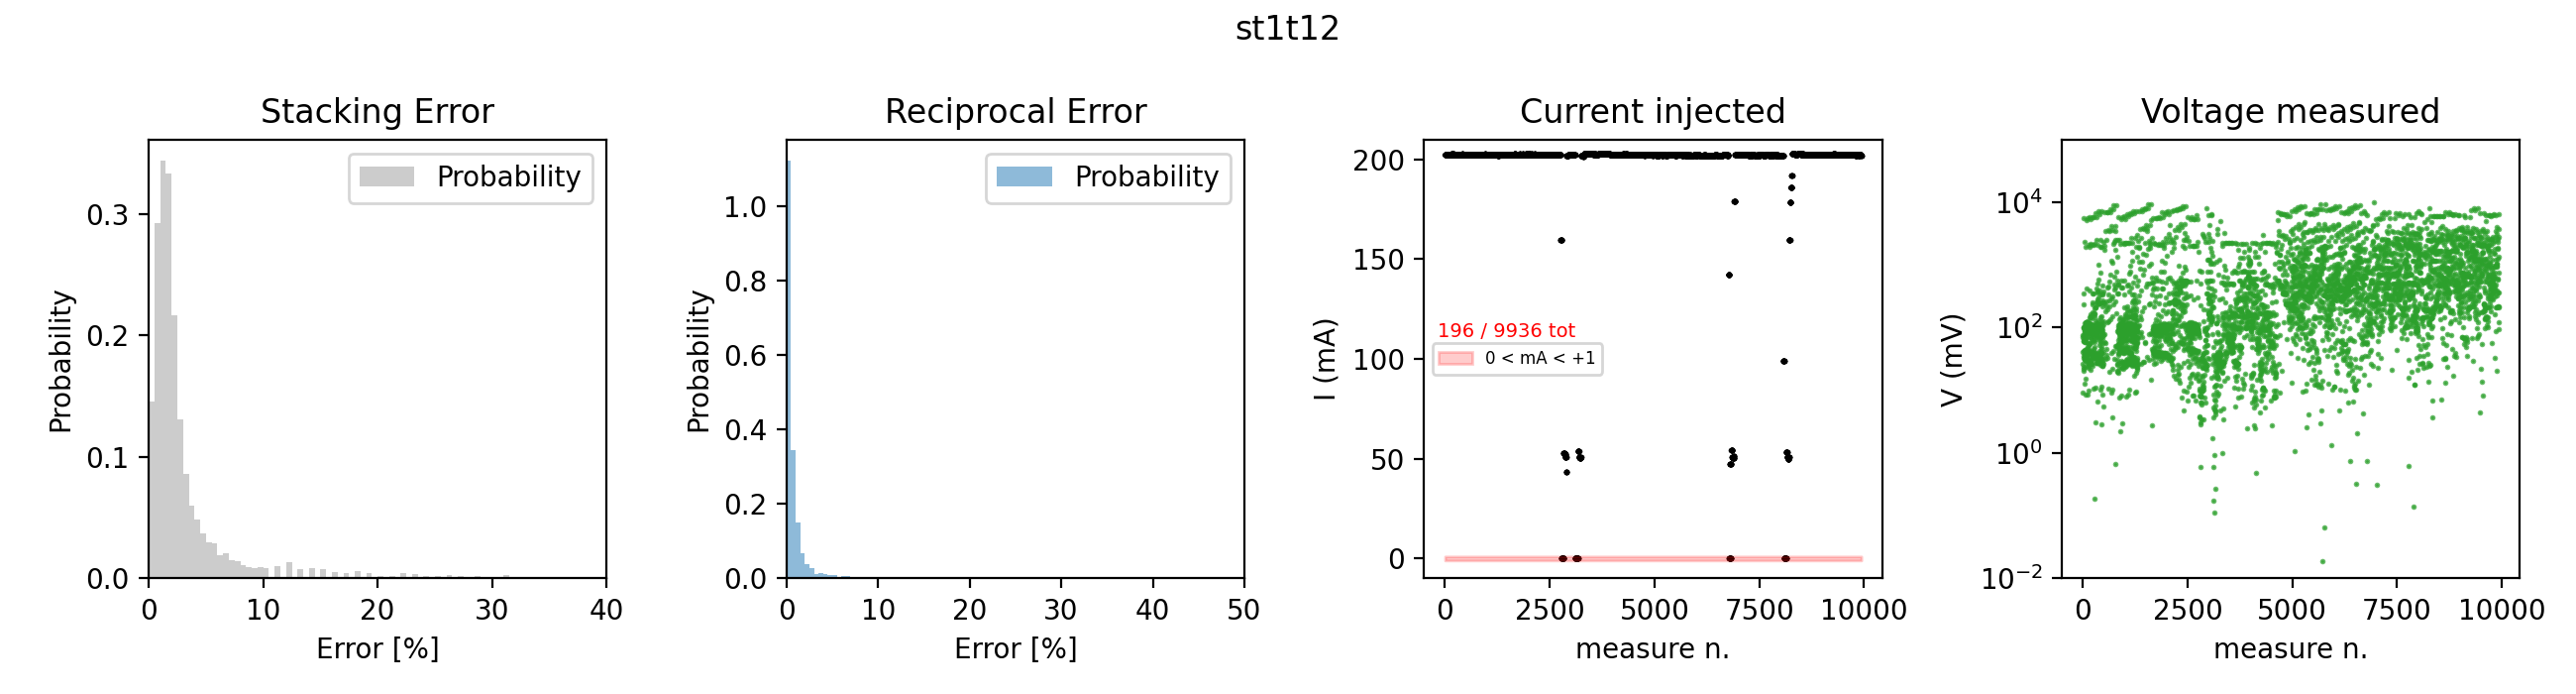 st1t12
Stacking Error
Probability
0.3
0.2
0.1
0.0
0 10 20 30 40
Error [%]
Probability
Reciprocal Error
Probability
1.0
0.8
0.6
0.4
0.2
0.0
0 10 20 30 40 50
Error [%]
Probability
Current injected
200
150
100
50
0
196 / 9936 tot
0 < mA < +1
0 2500 5000 7500 10000
measure n.
I (mA)
Voltage measured
10⁴
10²
10⁰
10⁻²
0 2500 5000 7500 10000
measure n.
V (mV)